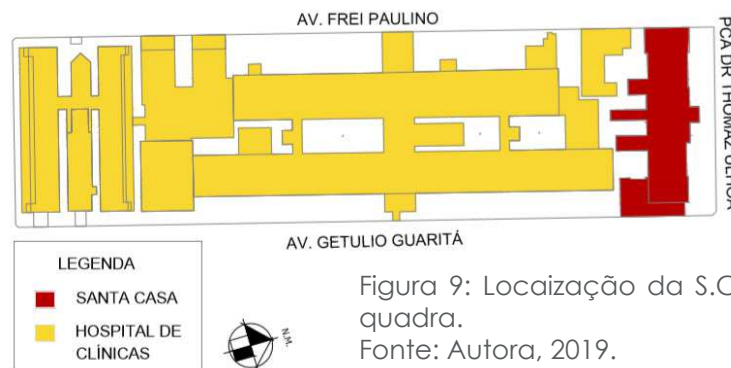 AV. FREI PAULINO
PCA DR THOMAZ ULHOA
AV. GETULIO GUARITÁ
LEGENDA
SANTA CASA
HOSPITAL DE
CLÍNICAS
N.M.
Figura 9: Locaização da S.C
quadra.
Fonte: Autora, 2019.